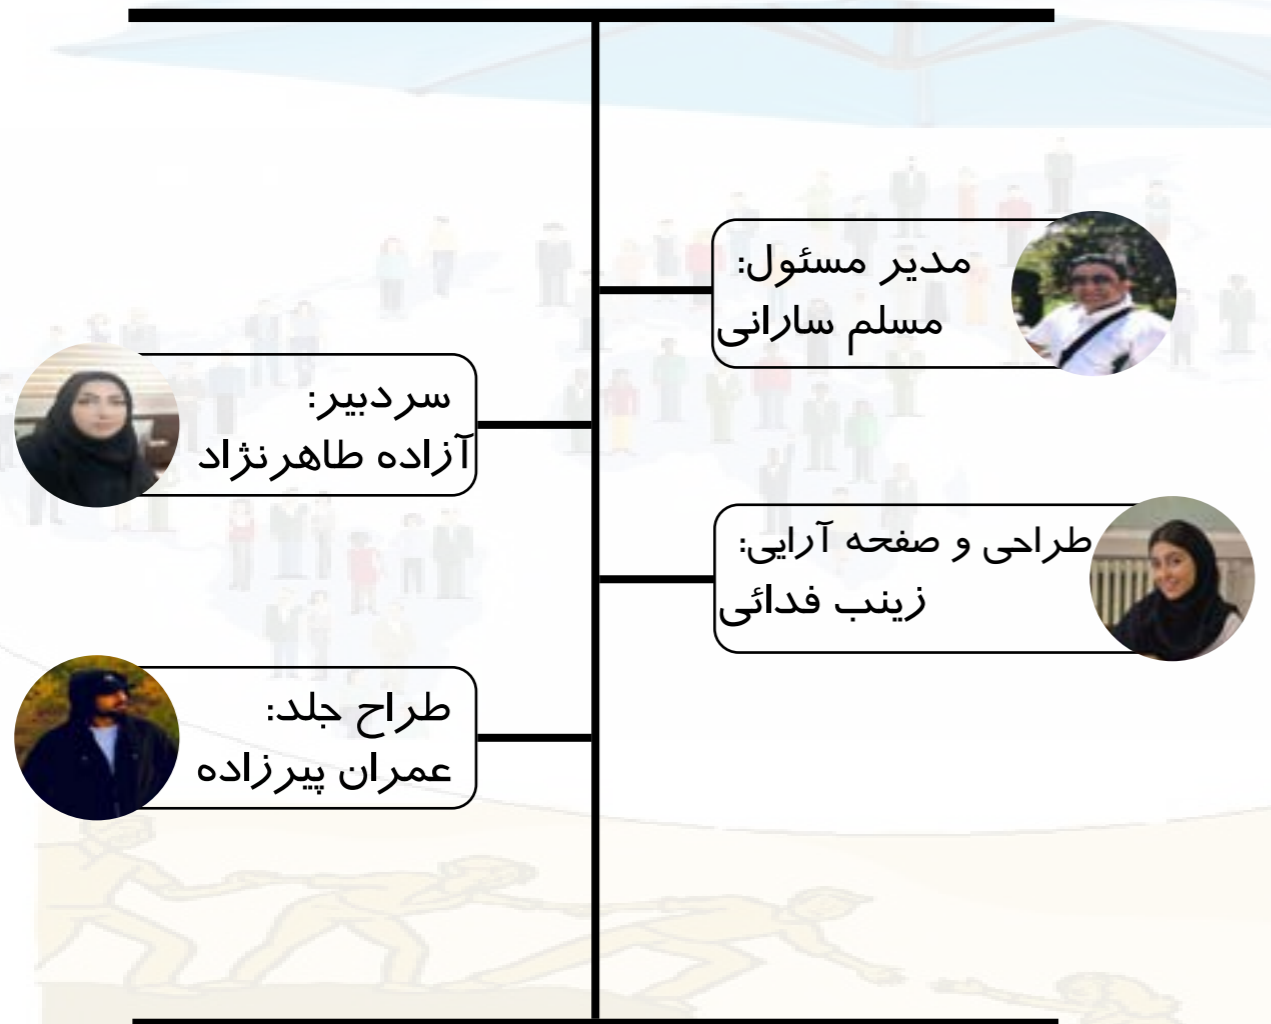 مدیر مسئول:
مسلم سارانی
سردبیر:
آزاده طاهرنژاد
طراحی و صفحه آرایی:
زینب فدائی
طراح جلد:
عمران پیرزاده